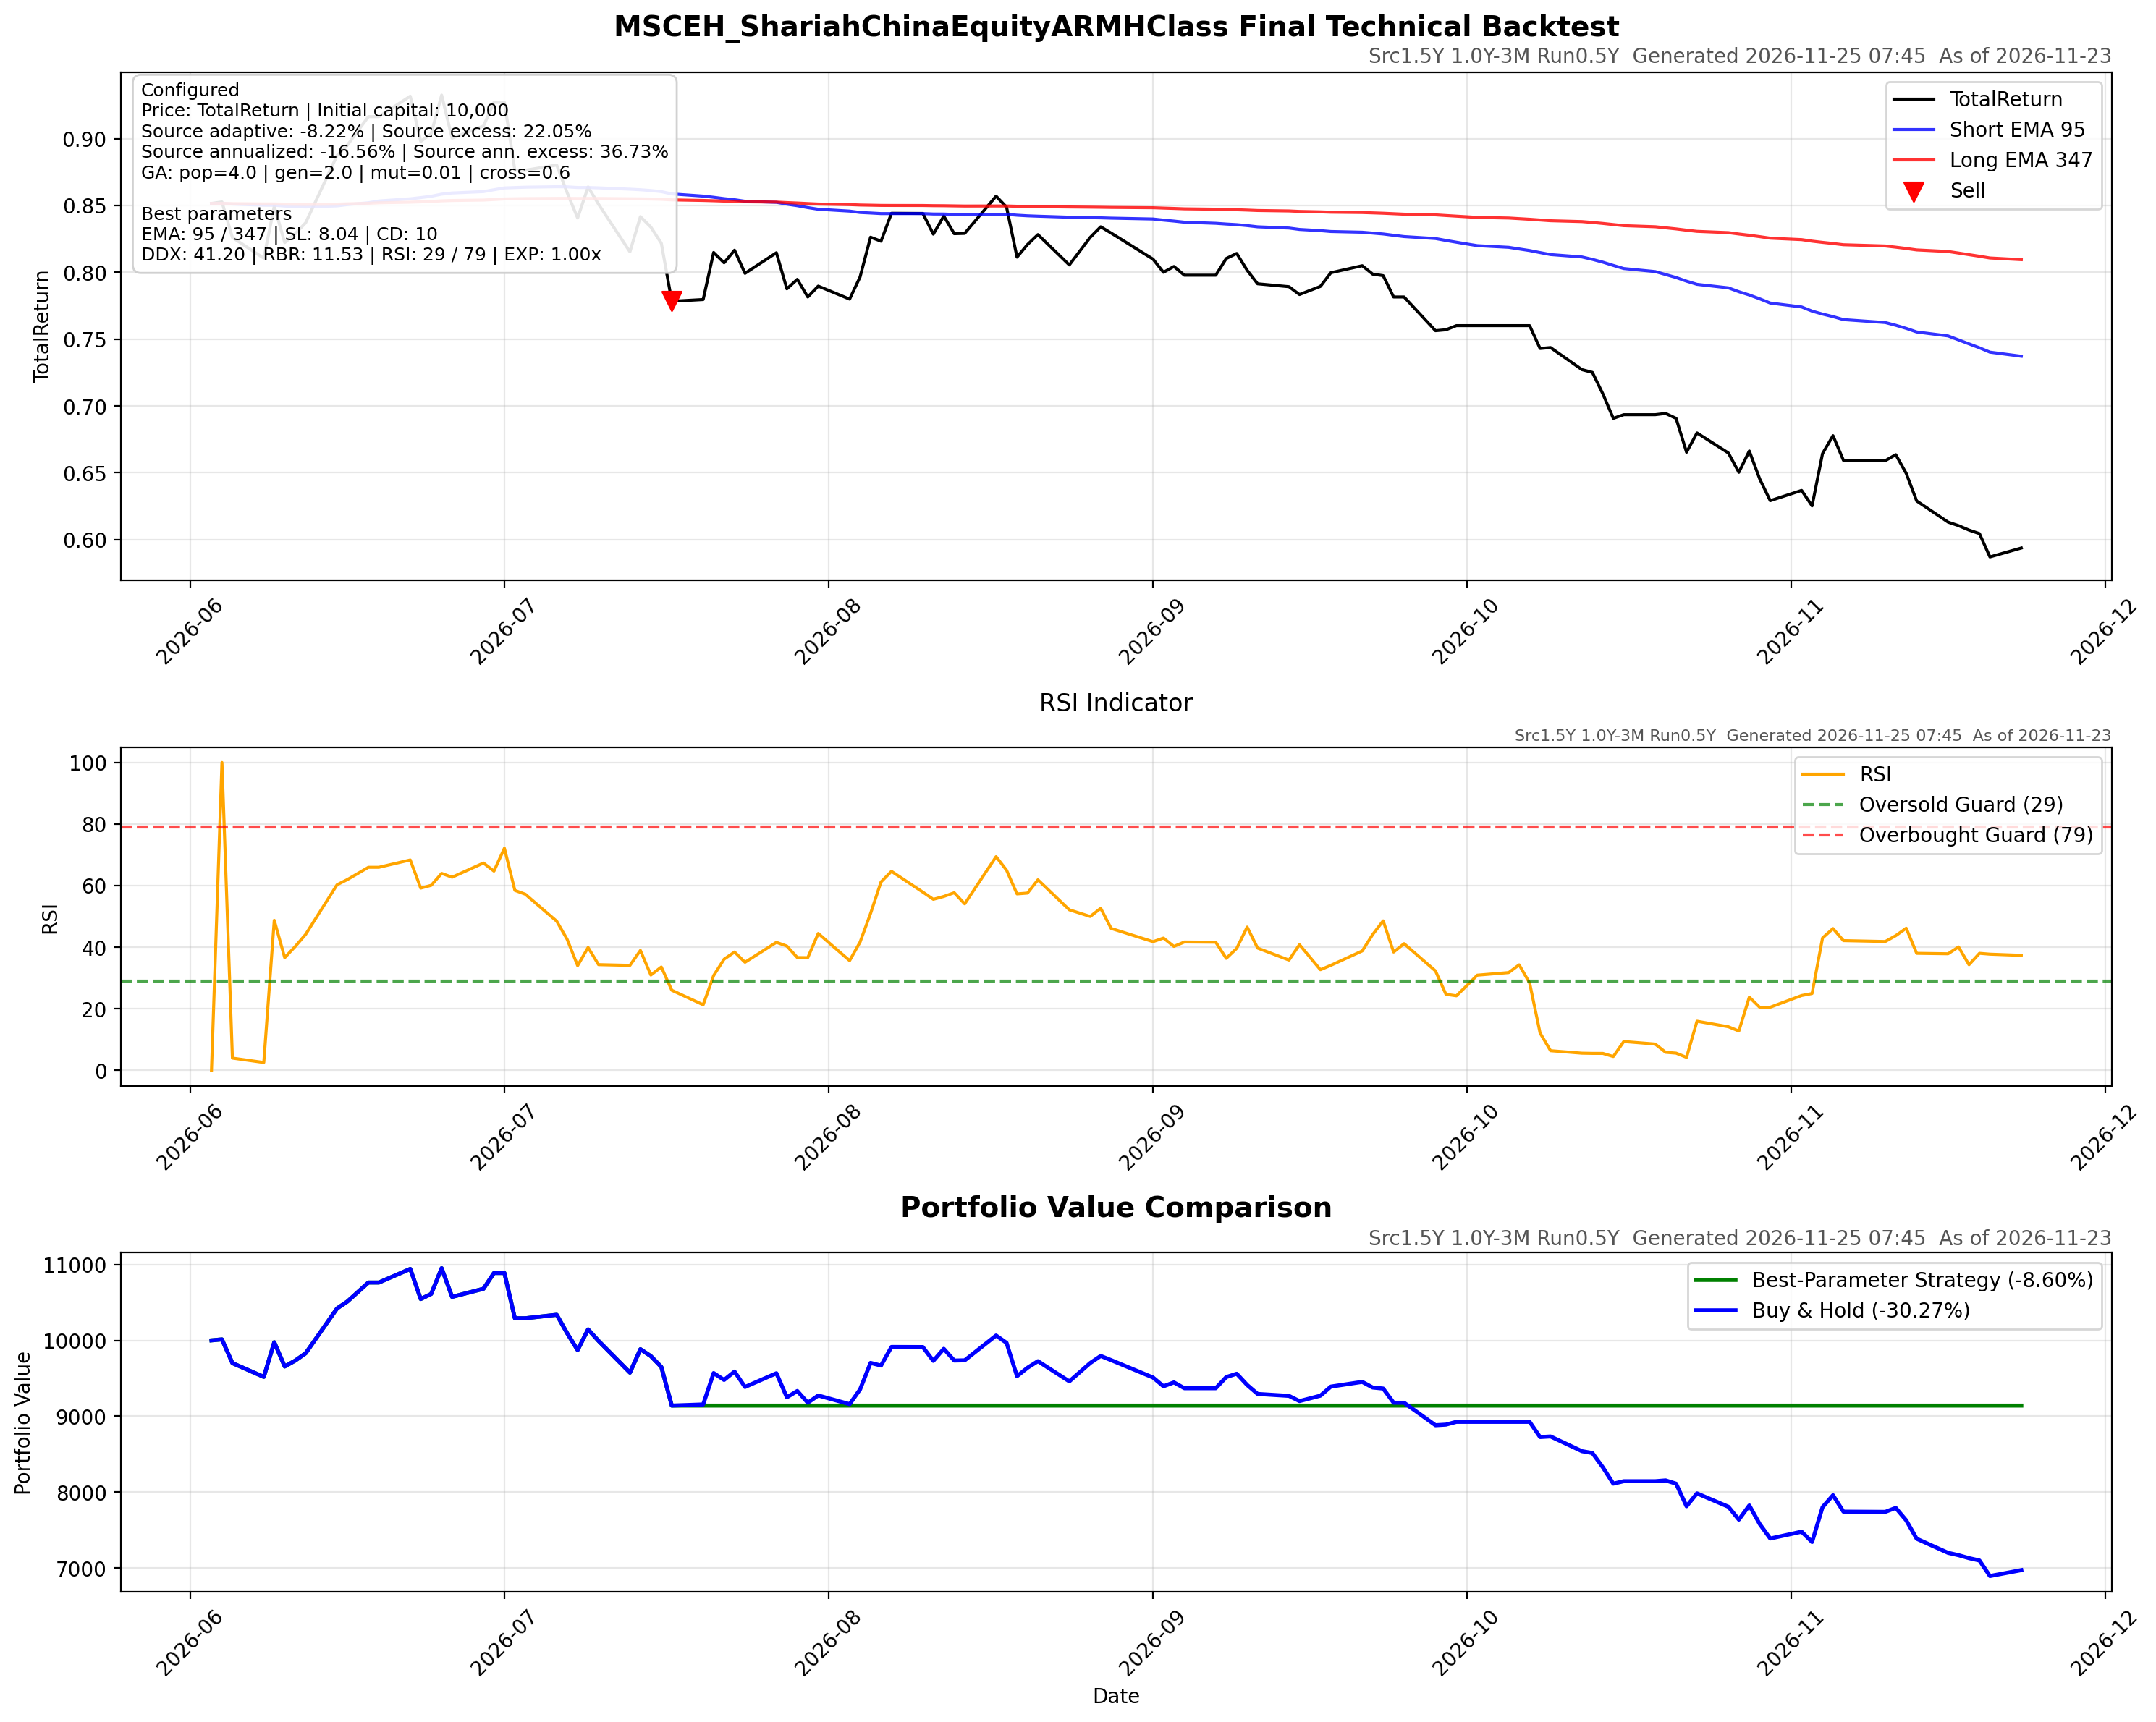 MSCEH_ShariahChinaEquityARMHClass Final Technical Backtest
Src1.5Y 1.0Y-3M Run0.5Y  Generated 2026-11-25 07:45  As of 2026-11-23
Configured
Price: TotalReturn | Initial capital: 10,000
Source adaptive: -8.22% | Source excess: 22.05%
Source annualized: -16.56% | Source ann. excess: 36.73%
GA: pop=4.0 | gen=2.0 | mut=0.01 | cross=0.6
Best parameters
EMA: 95 / 347 | SL: 8.04 | CD: 10
DDX: 41.20 | RBR: 11.53 | RSI: 29 / 79 | EXP: 1.00x
TotalReturn
Short EMA 95
Long EMA 347
Sell
TotalReturn
0.90
0.85
0.80
0.75
0.70
0.65
0.60
2026-06
2026-07
2026-08
2026-09
2026-10
2026-11
2026-12
RSI Indicator
Src1.5Y 1.0Y-3M Run0.5Y  Generated 2026-11-25 07:45  As of 2026-11-23
RSI
Oversold Guard (29)
Overbought Guard (79)
RSI
100
80
60
40
20
0
2026-06
2026-07
2026-08
2026-09
2026-10
2026-11
2026-12
Portfolio Value Comparison
Src1.5Y 1.0Y-3M Run0.5Y  Generated 2026-11-25 07:45  As of 2026-11-23
Best-Parameter Strategy (-8.60%)
Buy & Hold (-30.27%)
Portfolio Value
11000
10000
9000
8000
7000
2026-06
2026-07
2026-08
2026-09
2026-10
2026-11
2026-12
Date